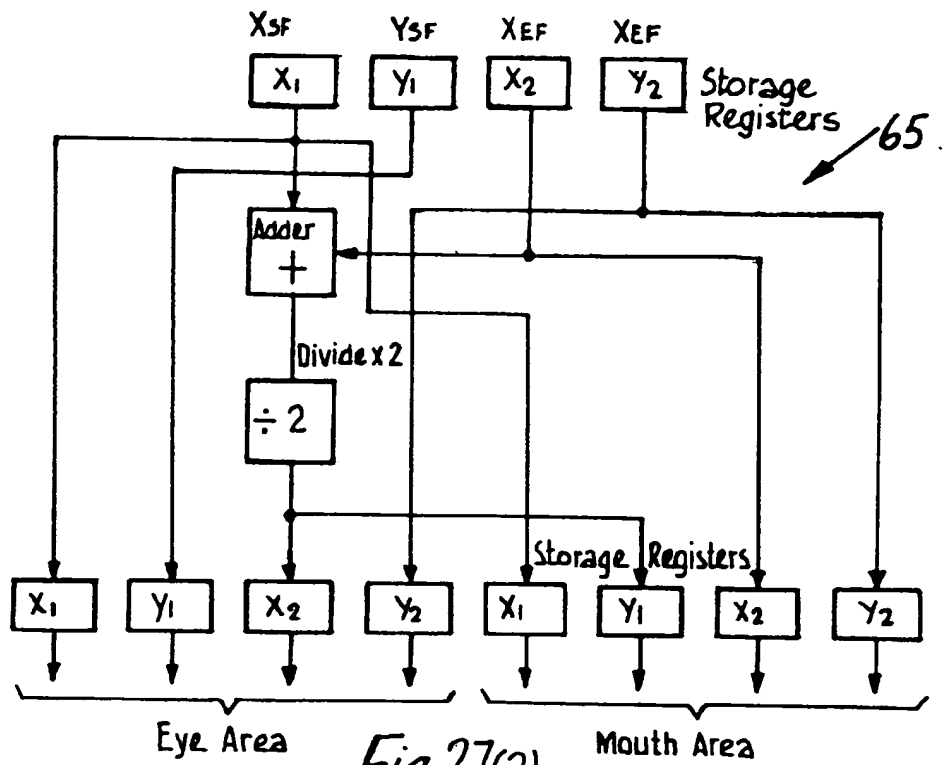 XSF YSF XEF XEF
X1 Y1 X2 Y2 Storage
Registers
65
Adder
+
Divide x 2
÷ 2
Storage Registers
X1 Y1 X2 Y2 X1 Y1 X2 Y2
Eye Area Mouth Area
Fig. 27(2)